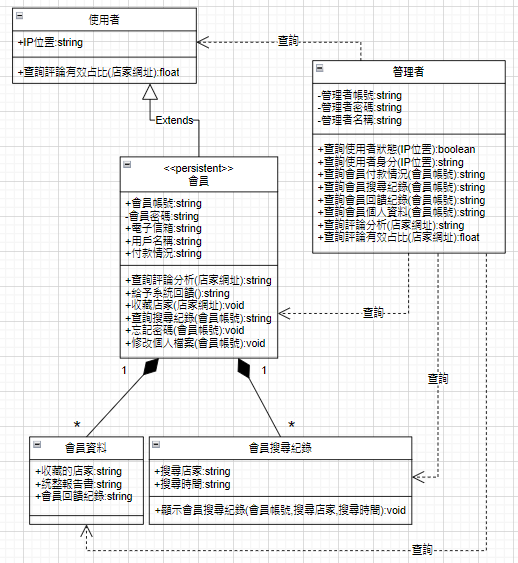 使用者
+IP位置:string
+查詢評論有效占比(店家網址):float
查詢
管理者
-管理者帳號:string
-管理者密碼:string
-管理者名稱:string
+查詢使用者狀態(IP位置):boolean
+查詢使用者身分(IP位置):string
+查詢會員付款情況(會員帳號):string
+查詢會員搜尋紀錄(會員帳號):string
+查詢會員回饋紀錄(會員帳號):string
+查詢會員個人資料(會員帳號):string
+查詢評論分析(店家網址):string
+查詢評論有效占比(店家網址):float
Extends
<<persistent>>
會員
+會員帳號:string
-會員密碼:string
+電子信箱:string
+用戶名稱:string
+付款情況:string
+查詢評論分析(店家網址):string
+給予系統回饋():string
+收藏店家(店家網址):void
+查詢搜尋紀錄(會員帳號):string
+忘記密碼(會員帳號):void
+修改個人檔案(會員帳號):void
查詢
1
1
查詢
*
*
會員資料
+收藏的店家:string
+統整報告書:string
+會員回饋紀錄:string
會員搜尋紀錄
+搜尋店家:string
+搜尋時間:string
+顯示會員搜尋紀錄(會員帳號,搜尋店家,搜尋時間):void
查詢